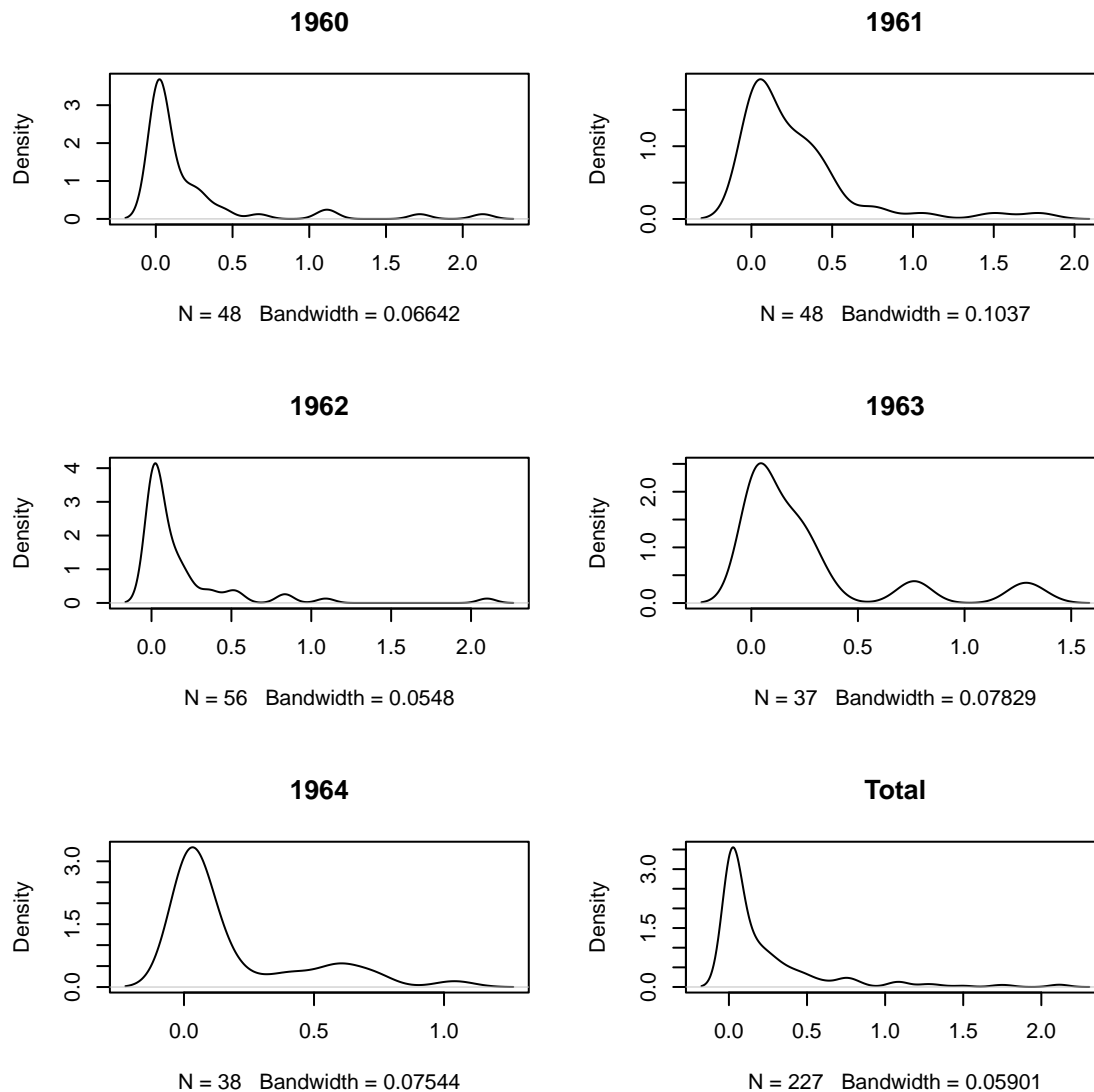 1960
3
2
1
0
Density
0.0 0.5 1.0 1.5 2.0
N = 48 Bandwidth = 0.06642
1961
1.0
0.0
Density
0.0 0.5 1.0 1.5 2.0
N = 48 Bandwidth = 0.1037
1962
4
3
2
1
0
Density
0.0 0.5 1.0 1.5 2.0
N = 56 Bandwidth = 0.0548
1963
2.0
1.0
0.0
Density
0.0 0.5 1.0 1.5
N = 37 Bandwidth = 0.07829
1964
3.0
1.5
0.0
Density
0.0 0.5 1.0
N = 38 Bandwidth = 0.07544
Total
3.0
1.5
0.0
Density
0.0 0.5 1.0 1.5 2.0
N = 227 Bandwidth = 0.05901